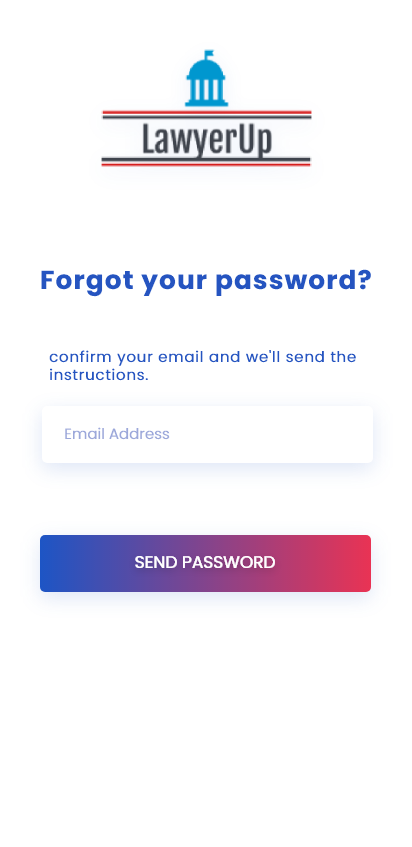 LawyerUp
Forgot your password?
confirm your email and we'll send the
instructions.
Email Address
SEND PASSWORD